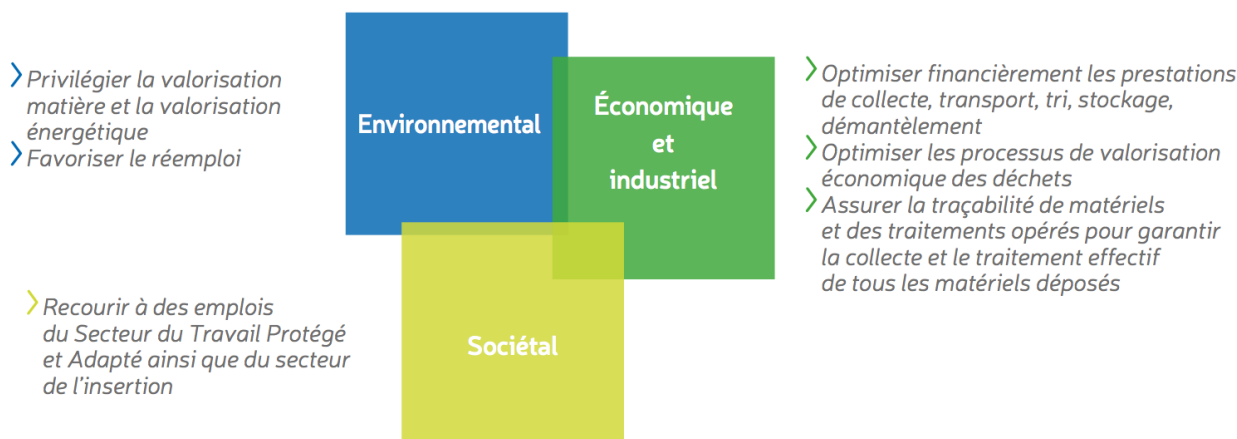 Privilégier la valorisation
matière et la valorisation
énergétique
Favoriser le réemploi
Environnemental
Économique
et
industriel
Optimiser financièrement les prestations
de collecte, transport, tri, stockage,
démantèlement
Optimiser les processus de valorisation
économique des déchets
Assurer la traçabilité de matériels
et des traitements opérés pour garantir
la collecte et le traitement effectif
de tous les matériels déposés
Recourir à des emplois
du Secteur du Travail Protégé
et Adapté ainsi que du secteur
de l'insertion
Sociétal